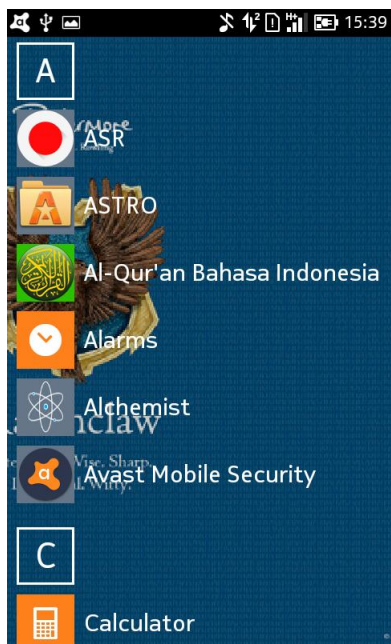 15:39
A
ASR
ASTRO
Al-Qur'an Bahasa Indonesia
Alarms
Alchemist
Avast Mobile Security
C
Calculator